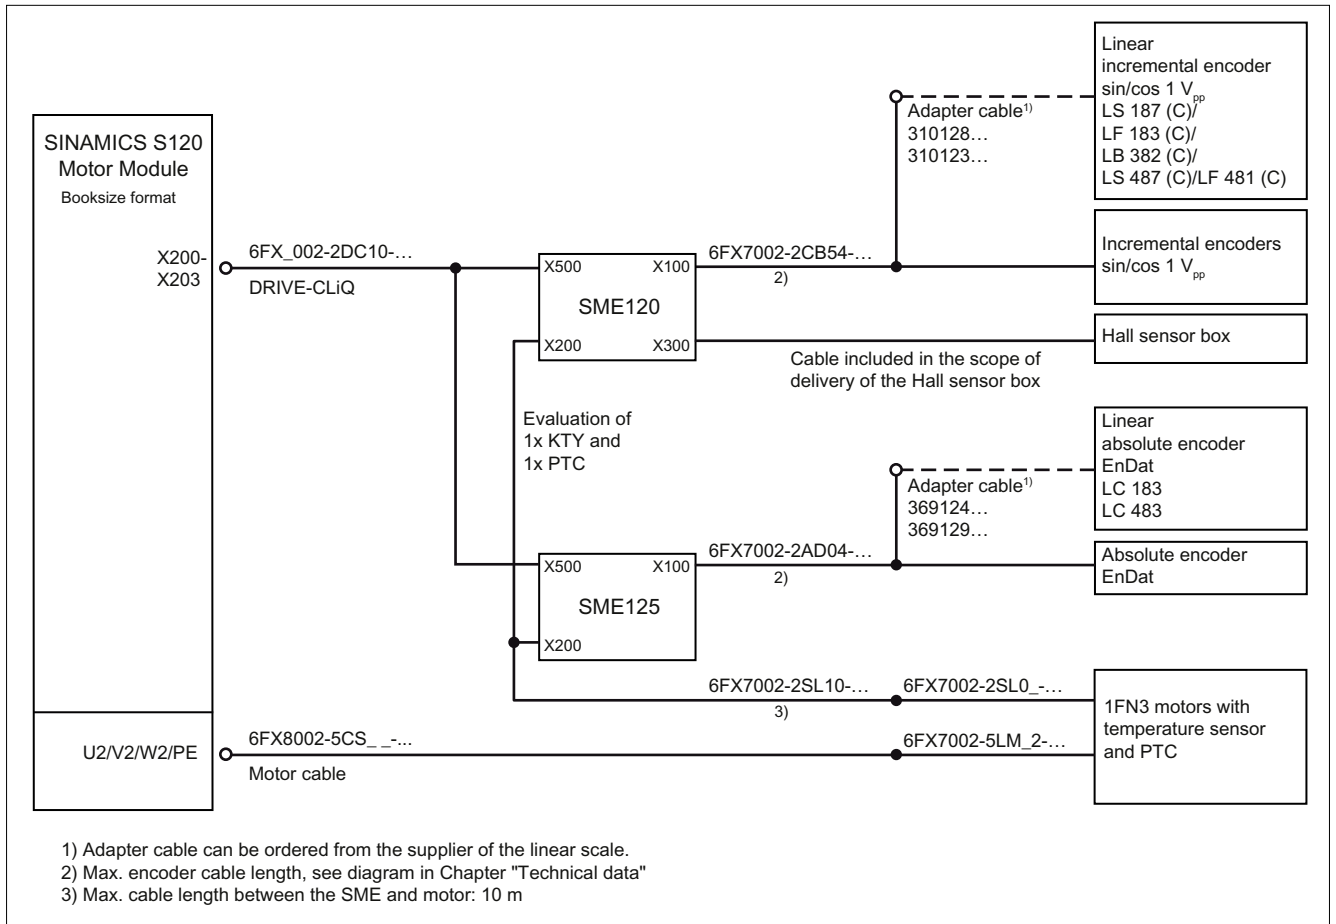 SINAMICS S120
Motor Module
Booksize format
X200-
X203
6FX_002-2DC10-…
DRIVE-CLiQ
X500
X100
SME120
X200
X300
6FX7002-2CB54-…
2)
Adapter cable1)
310128…
310123…
Linear
incremental encoder
sin/cos 1 Vpp
LS 187 (C)/
LF 183 (C)/
LB 382 (C)/
LS 487 (C)/LF 481 (C)
Incremental encoders
sin/cos 1 Vpp
Hall sensor box
Cable included in the scope of
delivery of the Hall sensor box
Evaluation of
1x KTY and
1x PTC
Adapter cable1)
369124…
369129…
Linear
absolute encoder
EnDat
LC 183
LC 483
X500
X100
SME125
X200
6FX7002-2AD04-…
2)
Absolute encoder
EnDat
6FX7002-2SL10-…
3)
6FX7002-2SL0_-…
1FN3 motors with
temperature sensor
and PTC
U2/V2/W2/PE
6FX8002-5CS_ _-...
Motor cable
6FX7002-5LM_2-…
1) Adapter cable can be ordered from the supplier of the linear scale.
2) Max. encoder cable length, see diagram in Chapter "Technical data"
3) Max. cable length between the SME and motor: 10 m